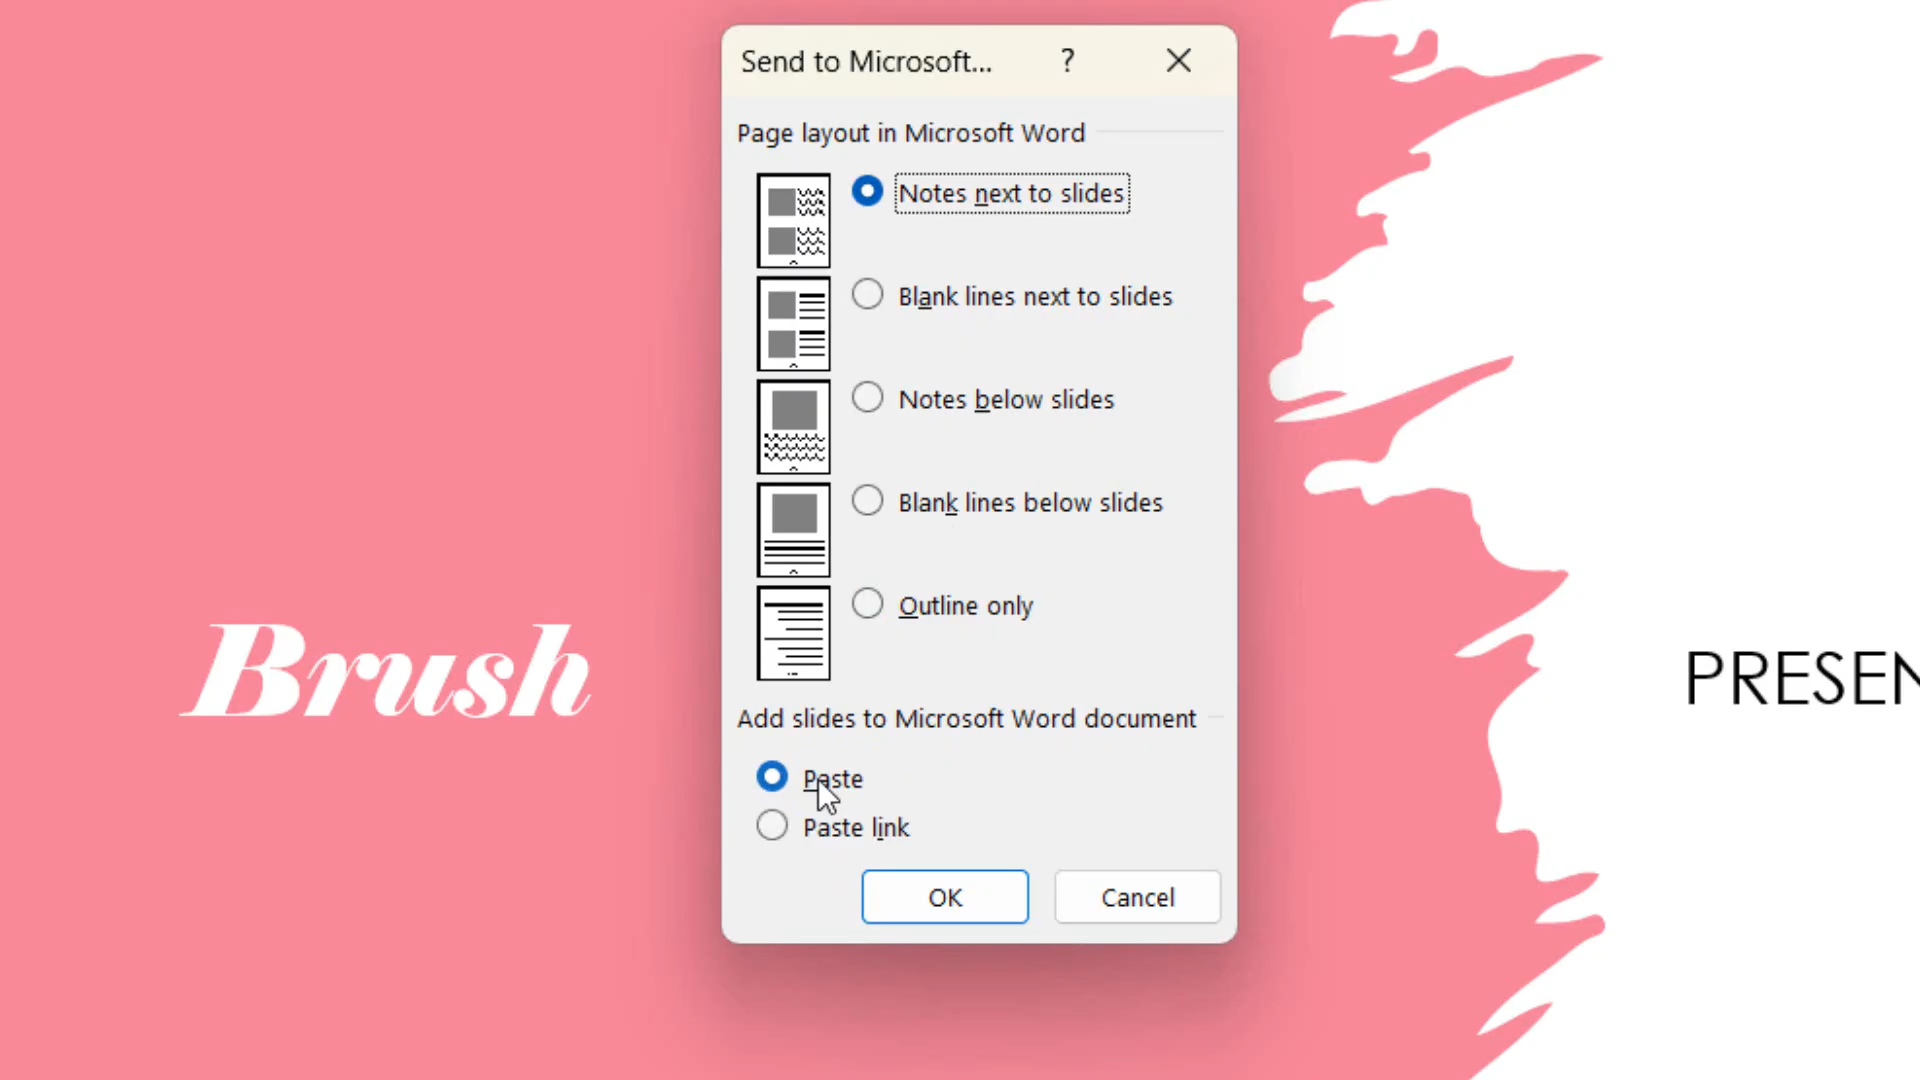 Send to Microsoft... ?
Page layout in Microsoft Word
Notes next to slides
Blank lines next to slides
Notes below slides
Blank lines below slides
Outline only
Brush
PRESEN
Add slides to Microsoft Word document
Paste
Paste link
OK Cancel